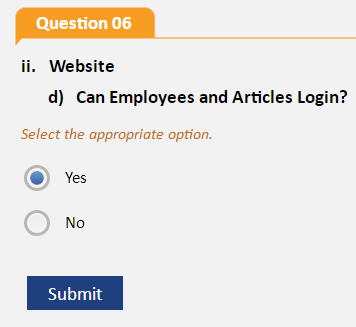 Question 06
ii. Website
d) Can Employees and Articles Login?
Select the appropriate option.
Yes
No
Submit